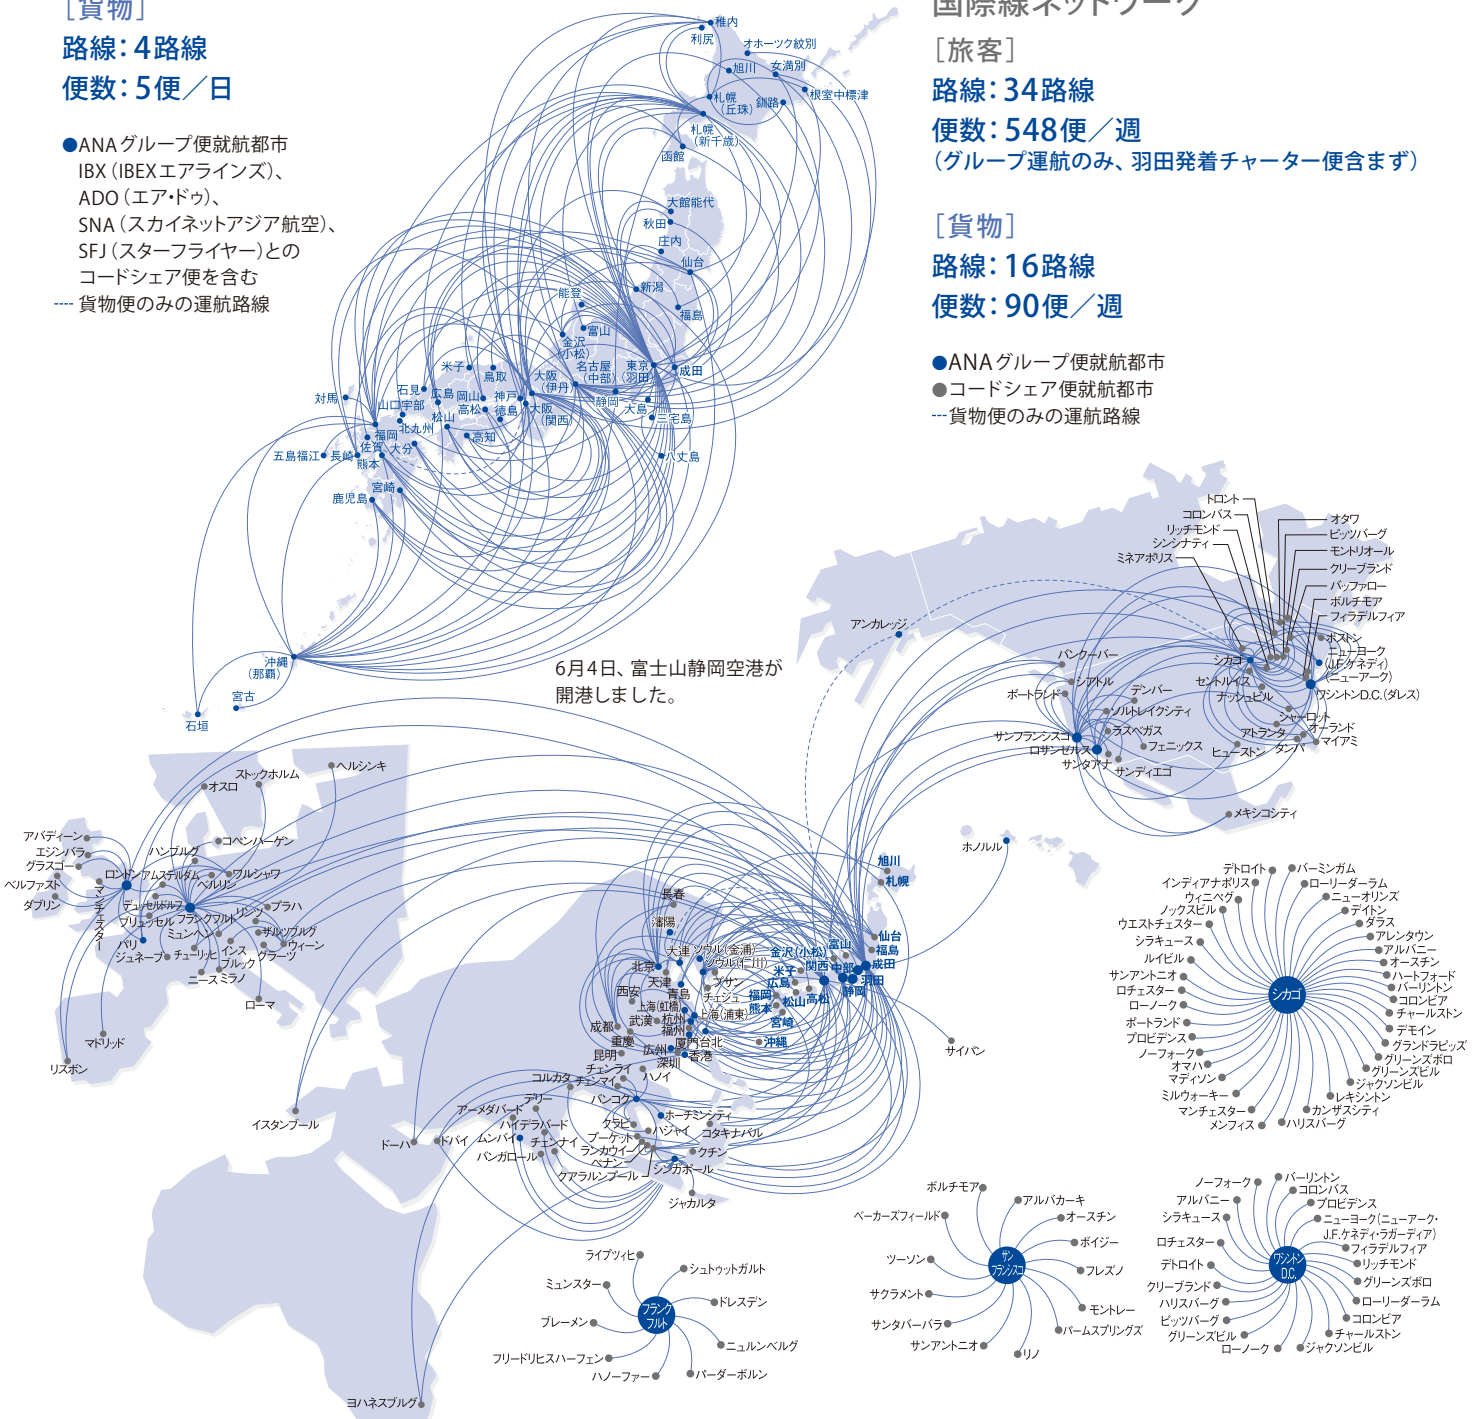 ［貨物］
路線：4路線
便数：5便／日
●ANAグループ便就航都市
IBX（IBEXエアラインズ）、
ADO（エア・ドゥ）、
SNA（スカイネットアジア航空）、
SFJ（スターフライヤー）との
コードシェア便を含む
---- 貨物便のみの運航路線
国際線ネットワーク
［旅客］
路線：34路線
便数：548便／週
（グループ運航のみ、羽田発着チャーター便含まず）
［貨物］
路線：16路線
便数：90便／週
●ANAグループ便就航都市
●コードシェア便就航都市
---貨物便のみの運航路線
稚内
利尻
オホーツク紋別
旭川
女満別
札幌
（丘珠）
釧路
根室中標津
札幌
（新千歳）
函館
大館能代
秋田
庄内
仙台
新潟
能登
福島
富山
金沢
（小松）
名古屋
（中部）
東京
（羽田）
成田
米子
鳥取
大阪
（伊丹）
石見
広島
岡山
神戸
静岡
対馬
山口宇部
松山
高松
徳島
大阪
（関西）
大島
三宅島
北九州
福岡
高知
佐賀
大分
八丈島
五島福江
長崎
熊本
宮崎
鹿児島
沖縄
（那覇）
宮古
石垣
6月4日、富士山静岡空港が
開港しました。
トロント
コロンバス
リッチモンド
シンシナティ
ミネアポリス
オタワ
ピッツバーグ
モントリオール
クリーブランド
バッファロー
ボルチモア
フィラデルフィア
ボストン
ニューヨーク
（J.F.ケネディ）
（ニューアーク）
ワシントンD.C.（ダレス）
アンカレッジ
バンクーバー
シアトル
ポートランド
デンバー
ソルトレイクシティ
ラスベガス
サンフランシスコ
ロサンゼルス
サンタアナ
フェニックス
サンディエゴ
シカゴ
セントルイス
ナッシュビル
シャーロット
アトランタ
オーランド
ヒューストン
タンパ
マイアミ
メキシコシティ
ホノルル
ヘルシンキ
ストックホルム
オスロ
コペンハーゲン
アバディーン
エジンバラ
グラスゴー
ベルファスト
ダブリン
マンチェスター
ロンドン
ハンブルグ
アムステルダム
ベルリン
ワルシャワ
デュッセルドルフ
ブリュッセル
フランクフルト
リンツ
プラハ
パリ
ミュンヘン
ザルツブルグ
ジュネーブ
チューリッヒ
インス
ブルック
グラーツ
ウィーン
ニース
ミラノ
ローマ
マドリッド
リスボン
イスタンブール
ドーハ
ドバイ
ヨハネスブルグ
長春
瀋陽
大連
北京
天津
青島
西安
上海（虹橋）
上海（浦東）
成都
武漢
杭州
福州
重慶
厦門
台北
昆明
広州
深圳
香港
ソウル（金浦）
ソウル（仁川）
プサン
チェジュ
旭川
札幌
仙台
福島
富山
金沢（小松）
米子
関西
中部
成田
羽田
静岡
広島
福岡
松山
高松
熊本
宮崎
沖縄
サイパン
チェンライ
コルカタ
チェンマイ
ハノイ
バンコク
アーメダバード
デリー
ハイデラバード
ムンバイ
チェンナイ
バンガロール
ホーチミンシティ
クラビ
ハジャイ
コタキナバル
プーケット
ランカウイ
ペナン
クアラルンプール
クチン
シンガポール
ジャカルタ
シカゴ
デトロイト
インディアナポリス
ウィニペグ
ノックスビル
ウエストチェスター
シラキュース
ルイビル
サンアントニオ
ロチェスター
ローノーク
ポートランド
プロビデンス
ノーフォーク
オマハ
マディソン
ミルウォーキー
マンチェスター
メンフィス
バーミンガム
ローリーダーラム
ニューオリンズ
デイトン
ダラス
アレンタウン
アルバニー
オースチン
ハートフォード
バーリントン
コロンビア
チャールストン
デモイン
グランドラピッズ
グリーンズボロ
グリーンズビル
ジャクソンビル
レキシントン
カンザスシティ
ハリスバーグ
フランク
フルト
ライプツィヒ
ミュンスター
ブレーメン
フリードリヒスハーフェン
ハノーファー
シュトゥットガルト
ドレスデン
ニュルンベルグ
パーダーボルン
サン
フランシスコ
ボルチモア
ベーカーズフィールド
ツーソン
サクラメント
サンタバーバラ
サンアントニオ
アルバカーキ
オースチン
ボイジー
フレズノ
モントレー
パームスプリングズ
リノ
ワシントン
D.C.
ノーフォーク
アルバニー
シラキュース
ロチェスター
デトロイト
クリーブランド
ハリスバーグ
ピッツバーグ
グリーンズビル
ローノーク
バーリントン
コロンバス
プロビデンス
ニューヨーク（ニューアーク・
J.F.ケネディ・ラガーディア）
フィラデルフィア
リッチモンド
グリーンズボロ
ローリーダーラム
コロンビア
チャールストン
ジャクソンビル